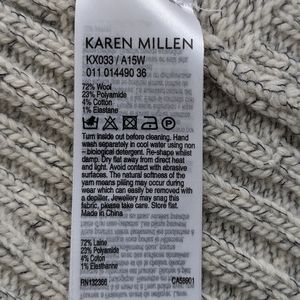 KAREN MILLEN
KX033 / A15W
011 014490 36
72% Wool
23% Polyamide
4% Cotton
1% Elastane
Turn inside out before cleaning. Hand
wash separately in cool water using non
- biological detergent. Re-shape whilst
damp. Dry flat away from direct heat
and light. Avoid contact with abrasive
surfaces. The natural softness of the
yarn means pilling may occur during
wear which can easily be removed with
a depiller. Jewellery may snag this
fabric, please take care. Store flat.
Made in China
72% Laine
23% Polyamide
4% Coton
1% Elasthanne
RN132366
CA58901